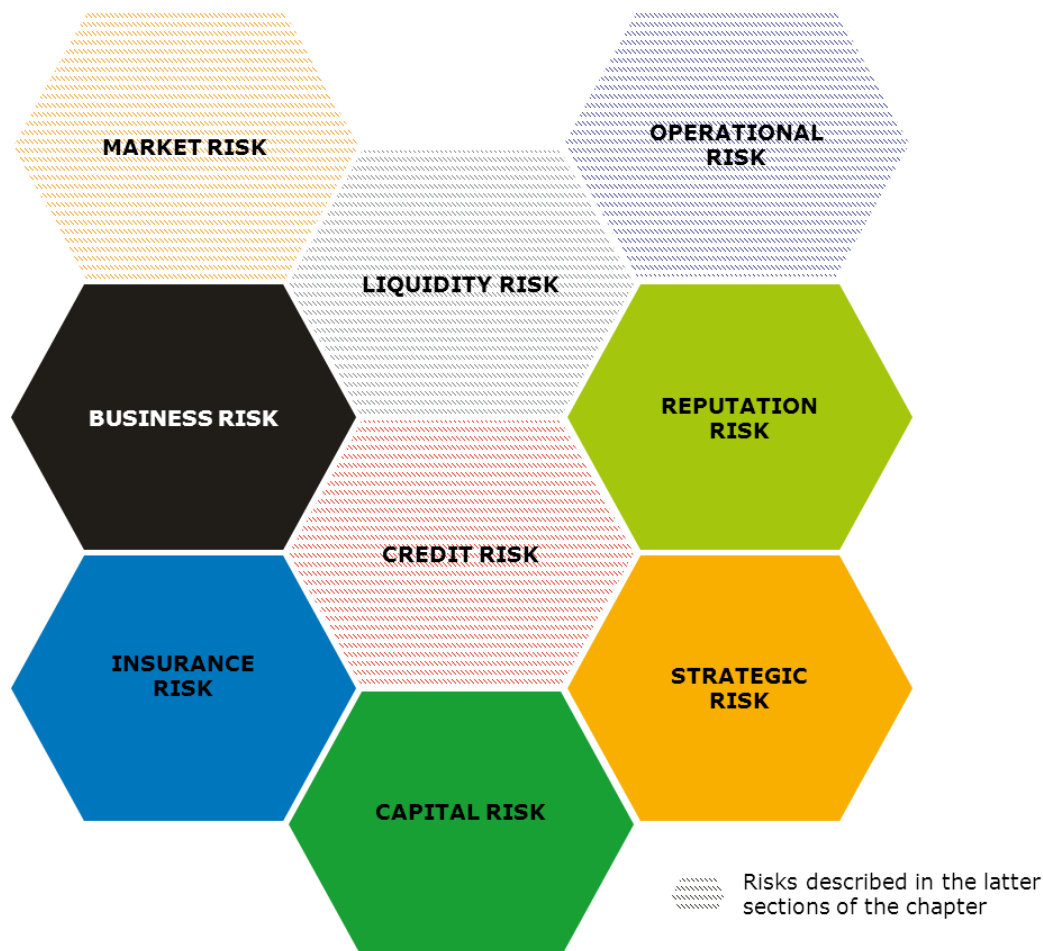 MARKET RISK
OPERATIONAL
RISK
LIQUIDITY RISK
BUSINESS RISK
REPUTATION
RISK
CREDIT RISK
INSURANCE
RISK
STRATEGIC
RISK
CAPITAL RISK
Risks described in the latter
sections of the chapter